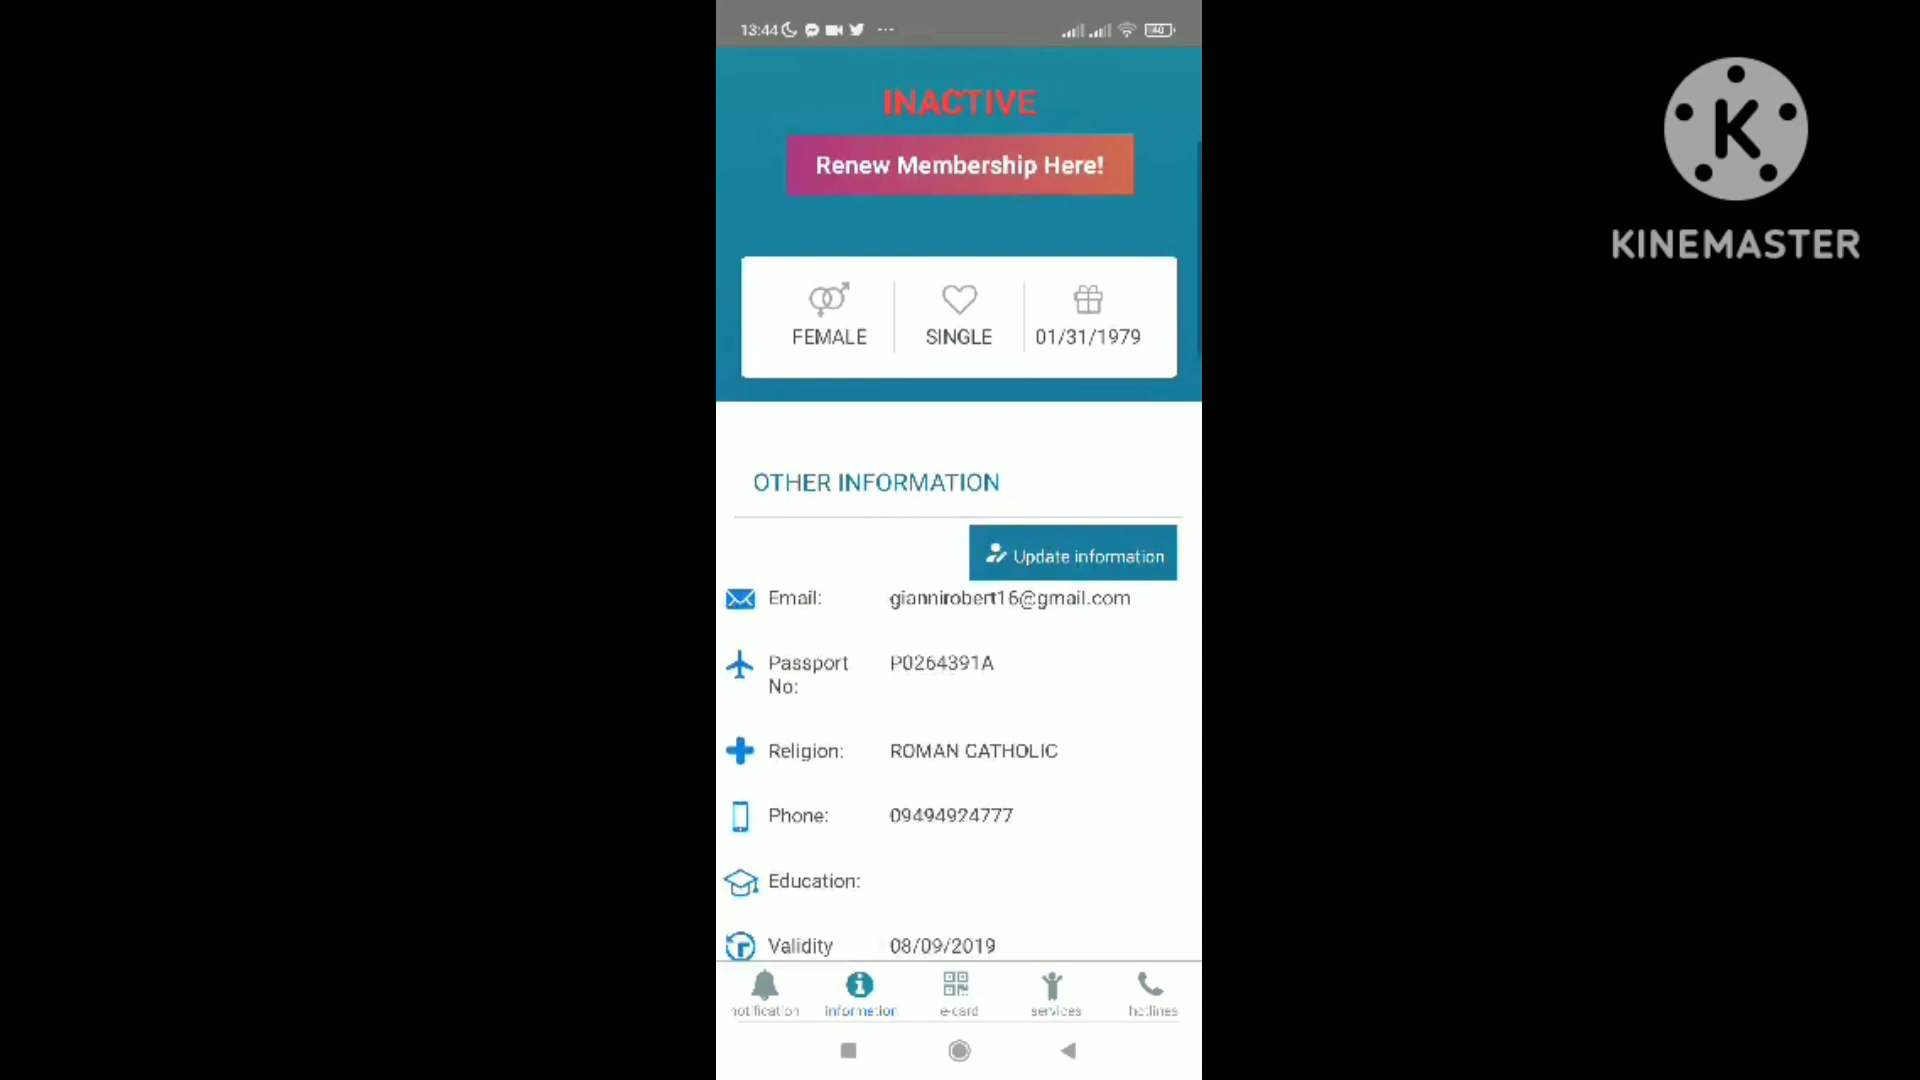 13:44
40
INACTIVE
Renew Membership Here!
K
KINEMASTER
FEMALE
SINGLE
01/31/1979
OTHER INFORMATION
Update information
Email: giannirobert16@gmail.com
Passport P0264391A
No:
Religion: ROMAN CATHOLIC
Phone: 09494924777
Education:
Validity 08/09/2019
notification information e-card services hotlines